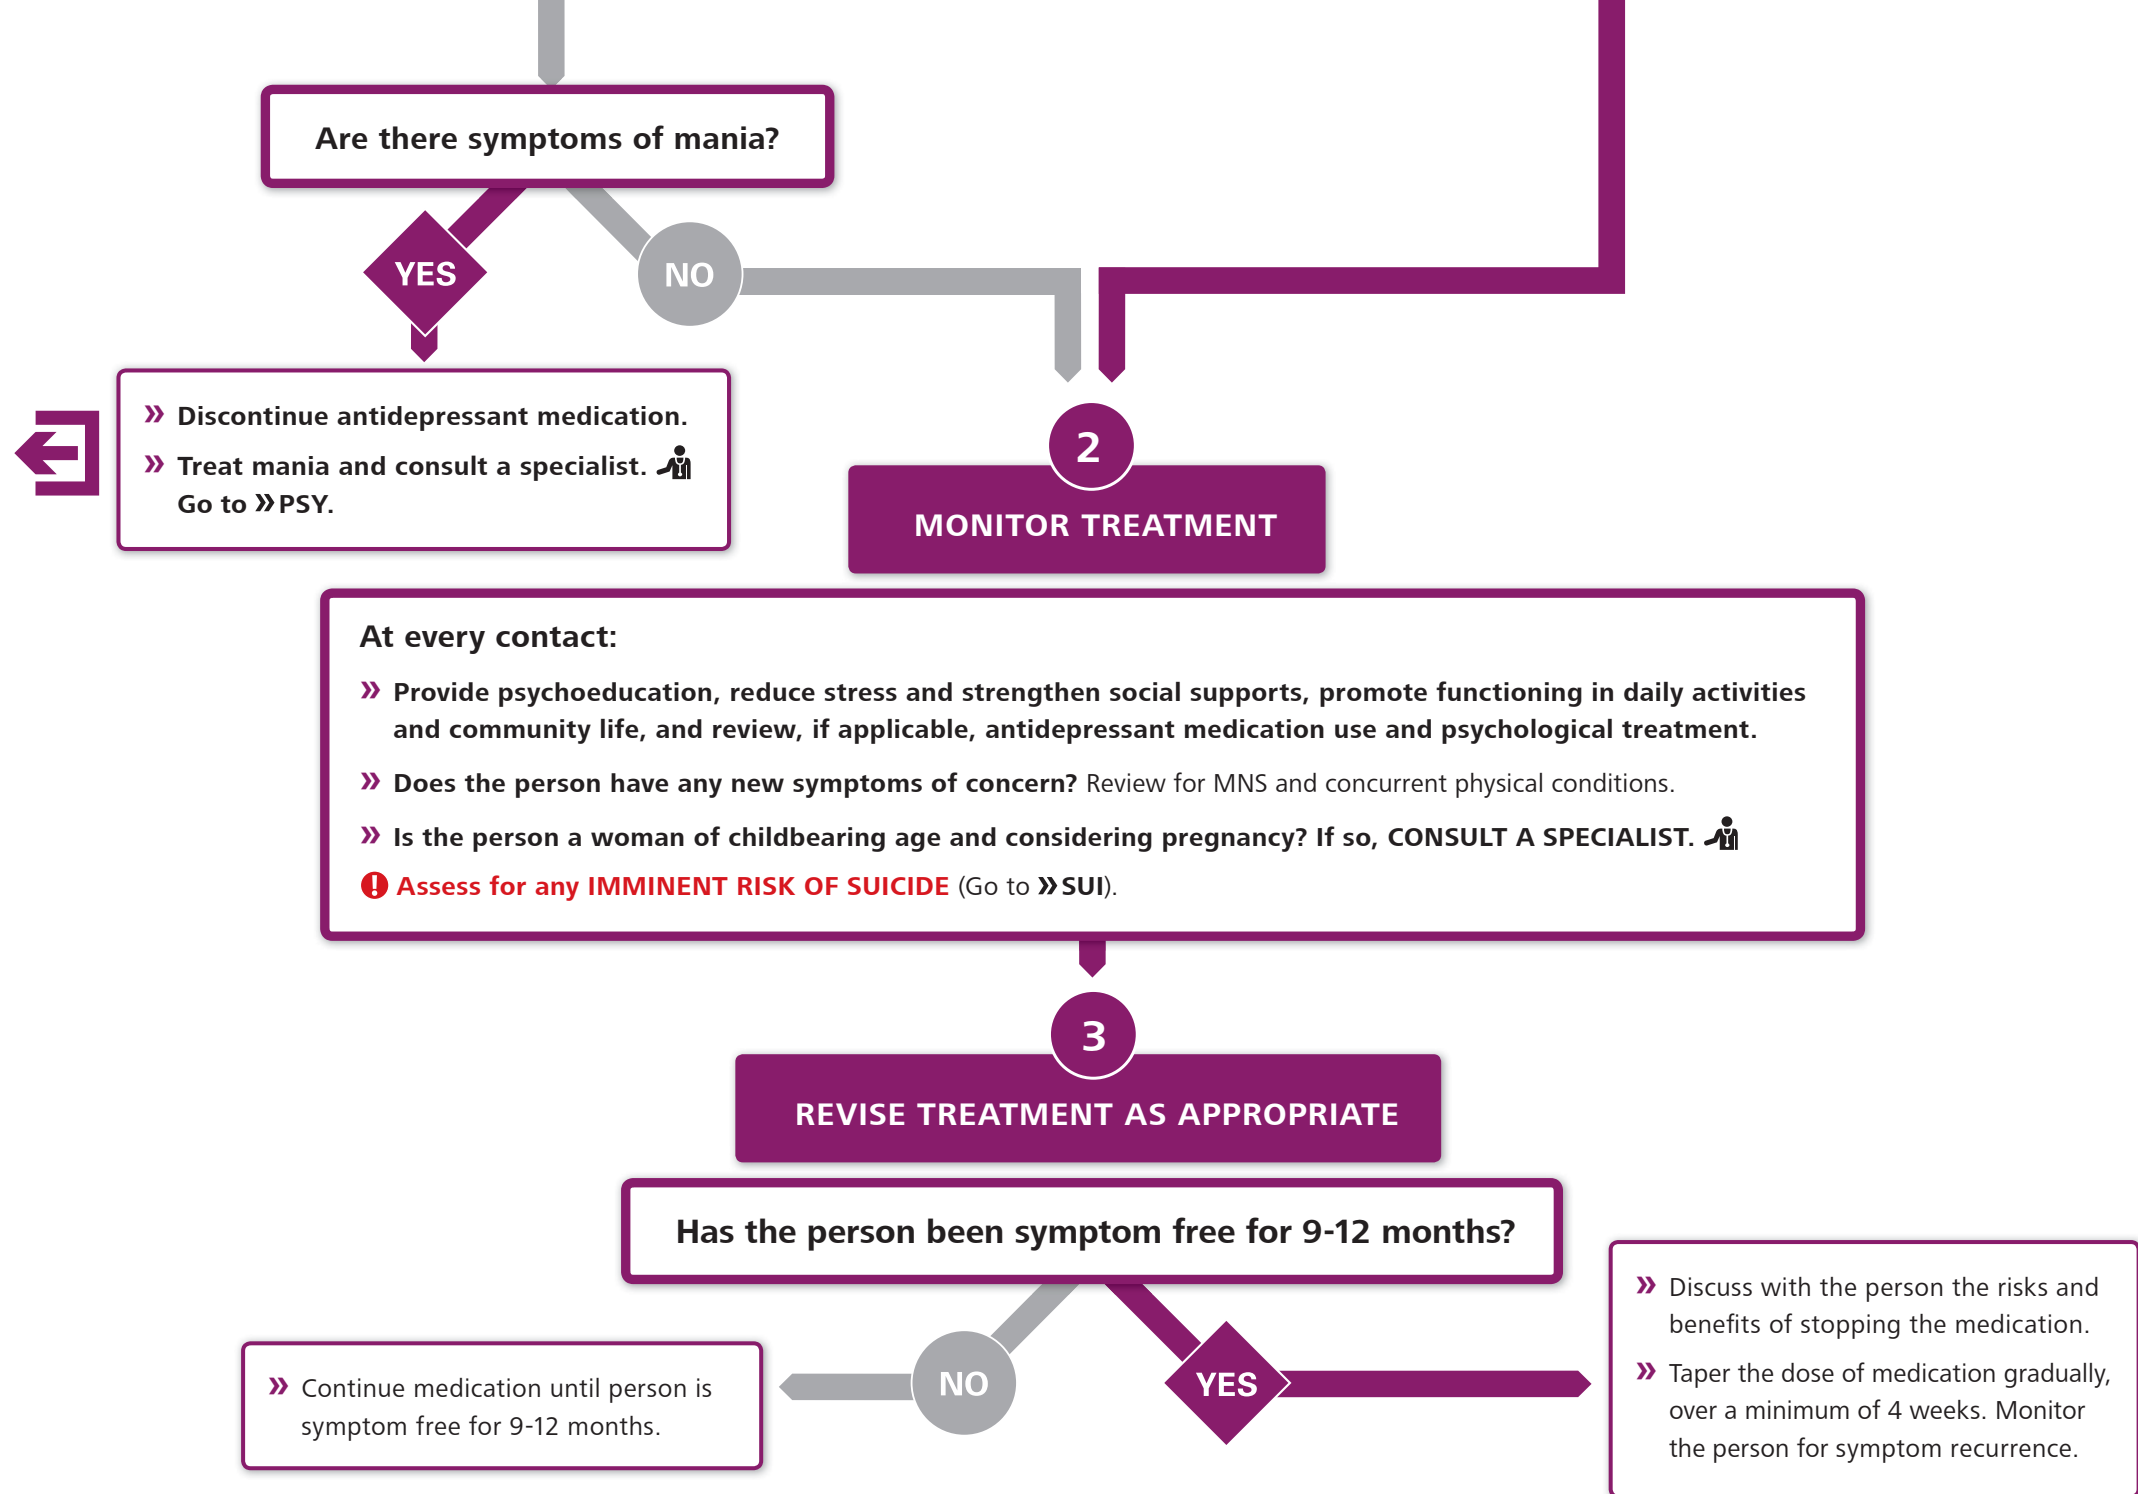 Are there symptoms of mania?
YES
NO
» Discontinue antidepressant medication.
» Treat mania and consult a specialist.
Go to »PSY.
2
MONITOR TREATMENT
At every contact:
» Provide psychoeducation, reduce stress and strengthen social supports, promote functioning in daily activities
and community life, and review, if applicable, antidepressant medication use and psychological treatment.
» Does the person have any new symptoms of concern? Review for MNS and concurrent physical conditions.
» Is the person a woman of childbearing age and considering pregnancy? If so, CONSULT A SPECIALIST.
! Assess for any IMMINENT RISK OF SUICIDE (Go to »SUI).
3
REVISE TREATMENT AS APPROPRIATE
Has the person been symptom free for 9-12 months?
NO
YES
» Continue medication until person is
symptom free for 9-12 months.
» Discuss with the person the risks and
benefits of stopping the medication.
» Taper the dose of medication gradually,
over a minimum of 4 weeks. Monitor
the person for symptom recurrence.